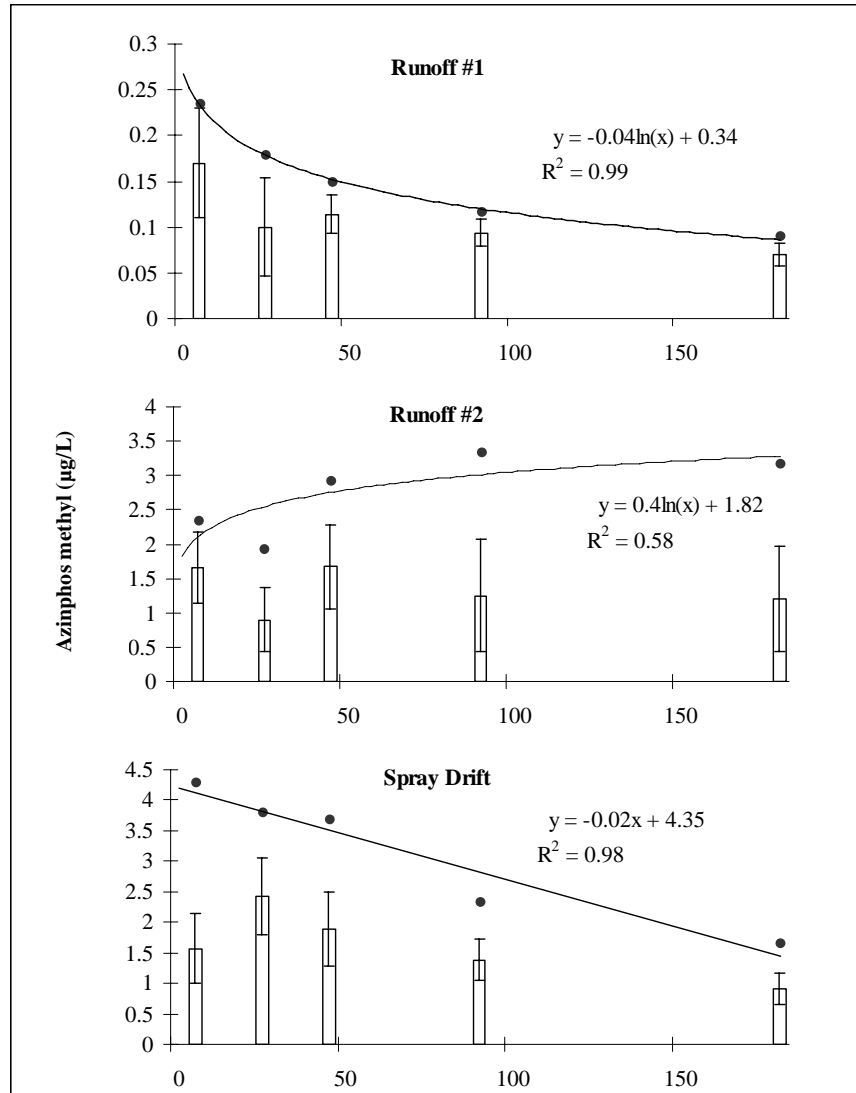 Runoff #1
0.3
0.25
0.2
0.15
0.1
0.05
0
y = -0.04ln(x) + 0.34
R² = 0.99
0 50 100 150
Azinphos methyl (µg/L)
Runoff #2
4
3.5
3
2.5
2
1.5
1
0.5
0
y = 0.4ln(x) + 1.82
R² = 0.58
0 50 100 150
Spray Drift
4.5
4
3.5
3
2.5
2
1.5
1
0.5
0
y = -0.02x + 4.35
R² = 0.98
0 50 100 150